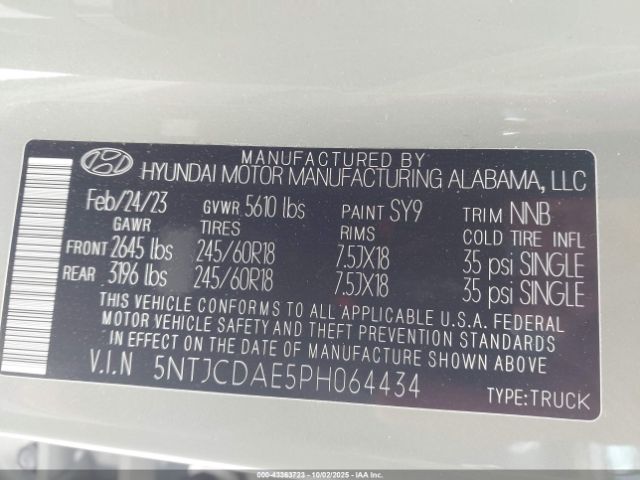 MANUFACTURED BY
HYUNDAI MOTOR MANUFACTURING ALABAMA, LLC
Feb/24/23 GVWR 5610 lbs PAINT SY9 TRIM NNB
GAWR TIRES RIMS COLD TIRE INFL
FRONT 2645 lbs 245/60R18 7.5JX18 35 psi SINGLE
REAR 3196 lbs 245/60R18 7.5JX18 35 psi SINGLE
THIS VEHICLE CONFORMS TO ALL APPLICABLE U.S.A. FEDERAL
MOTOR VEHICLE SAFETY AND THEFT PREVENTION STANDARDS
IN EFFECT ON THE DATE OF MANUFACTURE SHOWN ABOVE.
V.I.N 5NTJCDAE5PH064434 TYPE:TRUCK
000-43363723 - 10/02/2025 - IAA Inc.